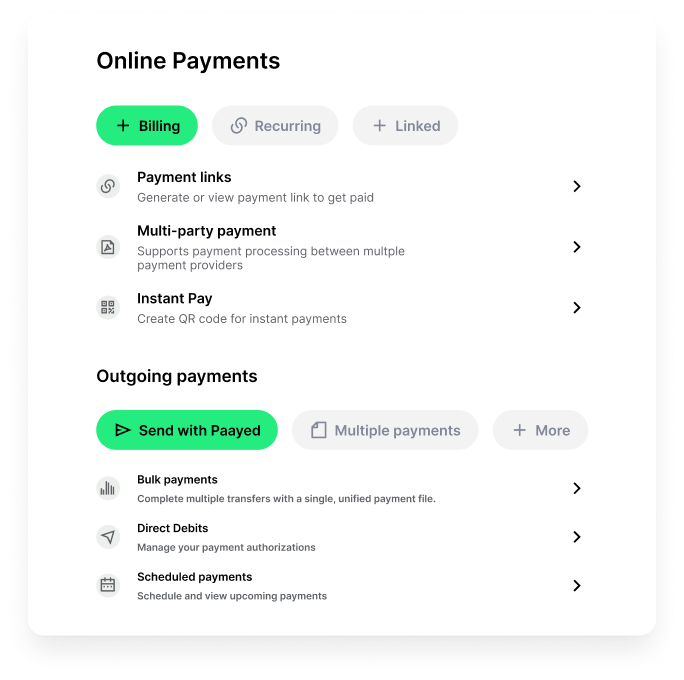 Online Payments
Billing
Recurring
Linked
Payment links
Generate or view payment link to get paid
Multi-party payment
Supports payment processing between multple
payment providers
Instant Pay
Create QR code for instant payments
Outgoing payments
Send with Paayed
Multiple payments
More
Bulk payments
Complete multiple transfers with a single, unified payment file.
Direct Debits
Manage your payment authorizations
Scheduled payments
Schedule and view upcoming payments